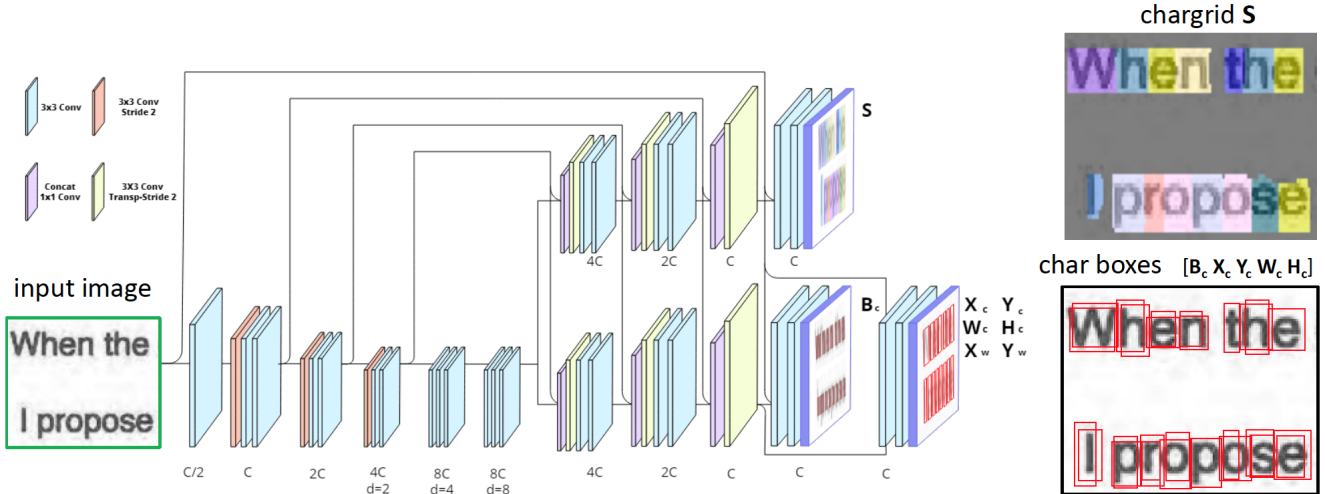 chargrid S
When the
I propose
3x3 Conv
3x3 Conv
Stride 2
Concat
1x1 Conv
3X3 Conv
Transp-Stride 2
S
4C
2C
C
C
input image
When the
I propose
C/2
C
2C
4C
d=2
8C
d=4
8C
d=8
4C
2C
C
C
C
Bc
Xc Yc
Wc Hc
Xw Yw
char boxes [Bc Xc Yc Wc Hc]
When the
I propose